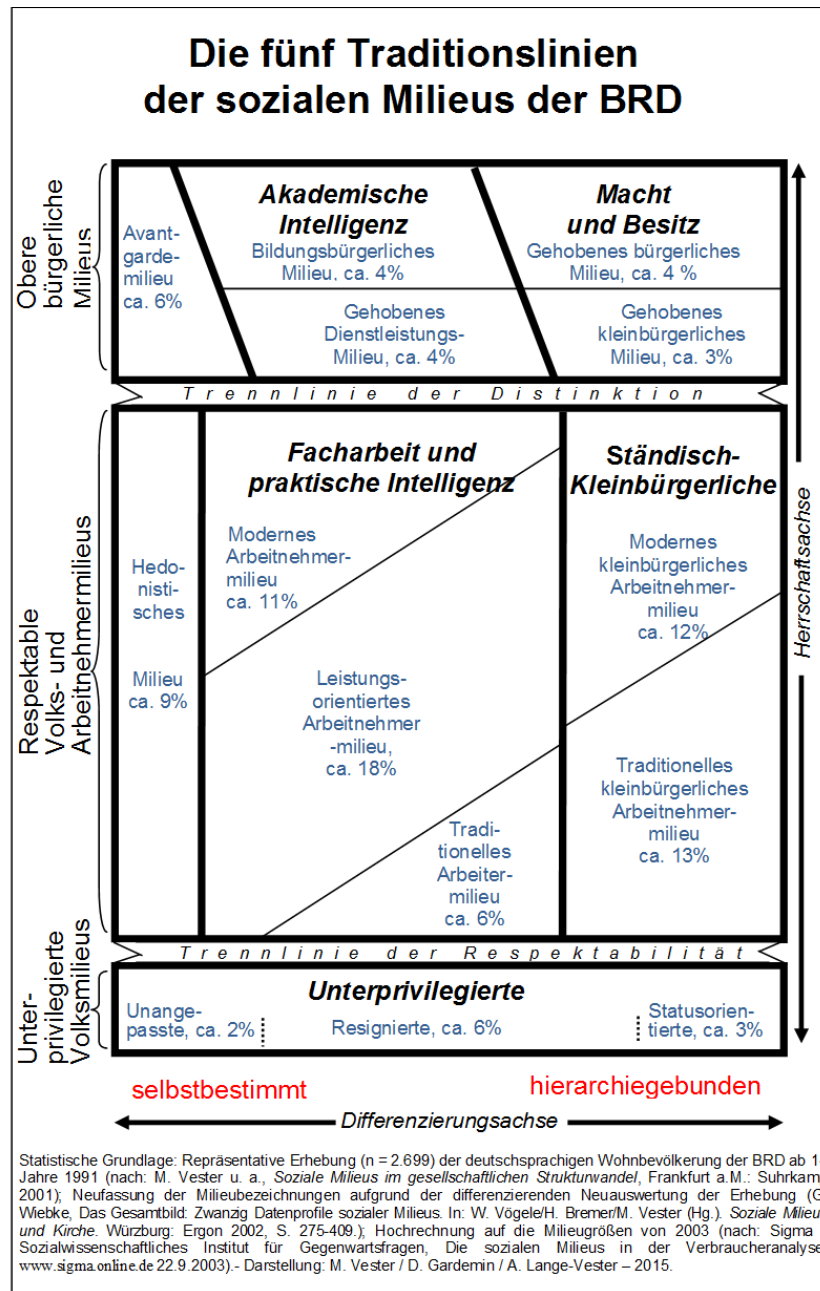 Die fünf Traditionslinien
der sozialen Milieus der BRD
Obere
bürgerliche
Milieus
Avant-
garde-
milieu
ca. 6%
Akademische
Intelligenz
Bildungsbürgerliches
Milieu, ca. 4%
Gehobenes
Dienstleistungs-
Milieu, ca. 4%
Macht
und Besitz
Gehobenes bürgerliches
Milieu, ca. 4 %
Gehobenes
kleinbürgerliches
Milieu, ca. 3%
Trennlinie der Distinktion
Respektable
Volks- und
Arbeitnehmermilieus
Hedo-
nisti-
sches
Milieu
ca. 9%
Facharbeit und
praktische Intelligenz
Modernes
Arbeitnehmer-
milieu
ca. 11%
Leistungs-
orientiertes
Arbeitnehmer
-milieu,
ca. 18%
Tradi-
tionelles
Arbeiter-
milieu
ca. 6%
Ständisch-
Kleinbürgerliche
Modernes
kleinbürgerliches
Arbeitnehmer-
milieu
ca. 12%
Traditionelles
kleinbürgerliches
Arbeitnehmer-
milieu
ca. 13%
Herrschaftsachse
Trennlinie der Respektabilität
Unter-
privilegierte
Volksmilieus
Unterprivilegierte
Unange-
passte, ca. 2%
Resignierte, ca. 6%
Statusorien-
tierte, ca. 3%
selbstbestimmt
hierarchiegebunden
Differenzierungsachse
Statistische Grundlage: Repräsentative Erhebung (n = 2.699) der deutschsprachigen Wohnbevölkerung der BRD ab
Jahre 1991 (nach: M. Vester u. a., Soziale Milieus im gesellschaftlichen Strukturwandel, Frankfurt a.M.: Suhrkam
2001); Neufassung der Milieubezeichnungen aufgrund der differenzierenden Neuauswertung der Erhebung (G
Wiebke, Das Gesamtbild: Zwanzig Datenprofile sozialer Milieus. In: W. Vögele/H. Bremer/M. Vester (Hg.). Soziale Milieu
und Kirche. Würzburg: Ergon 2002, S. 275-409.); Hochrechnung auf die Milieugrößen von 2003 (nach: Sigma
Sozialwissenschaftliches Institut für Gegenwartsfragen, Die sozialen Milieus in der Verbraucheranalyse
www.sigma.online.de 22.9.2003).- Darstellung: M. Vester / D. Gardemin / A. Lange-Vester – 2015.